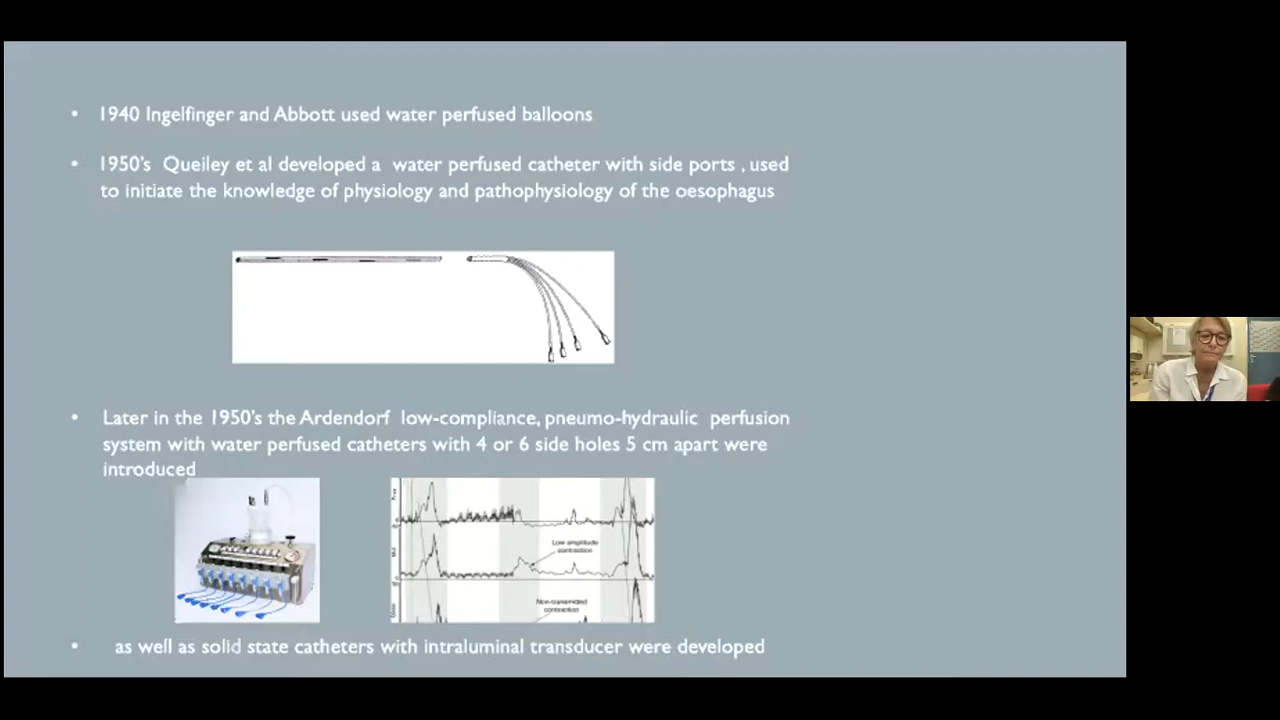 • 1940 Ingelfinger and Abbott used water perfused balloons
• 1950's Queiley et al developed a water perfused catheter with side ports , used
to initiate the knowledge of physiology and pathophysiology of the oesophagus
• Later in the 1950's the Ardendorf low-compliance, pneumo-hydraulic perfusion
system with water perfused catheters with 4 or 6 side holes 5 cm apart were
introduced
Low amplitude
contraction
Non-transmitted
contraction
• as well as solid state catheters with intraluminal transducer were developed